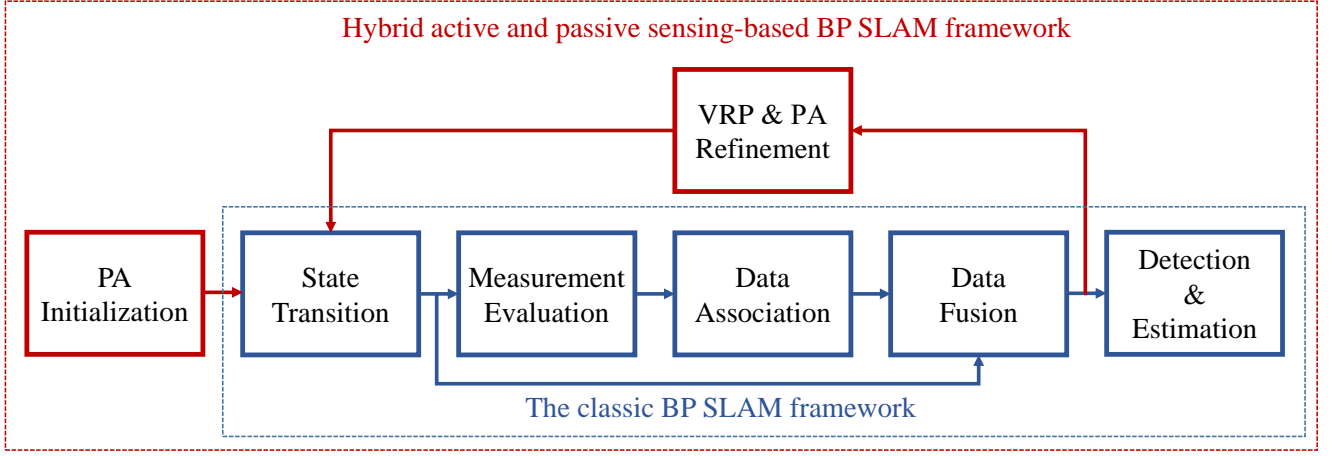 Hybrid active and passive sensing-based BP SLAM framework
VRP & PA
Refinement
PA
Initialization
State
Transition
Measurement
Evaluation
Data
Association
Data
Fusion
Detection
&
Estimation
The classic BP SLAM framework